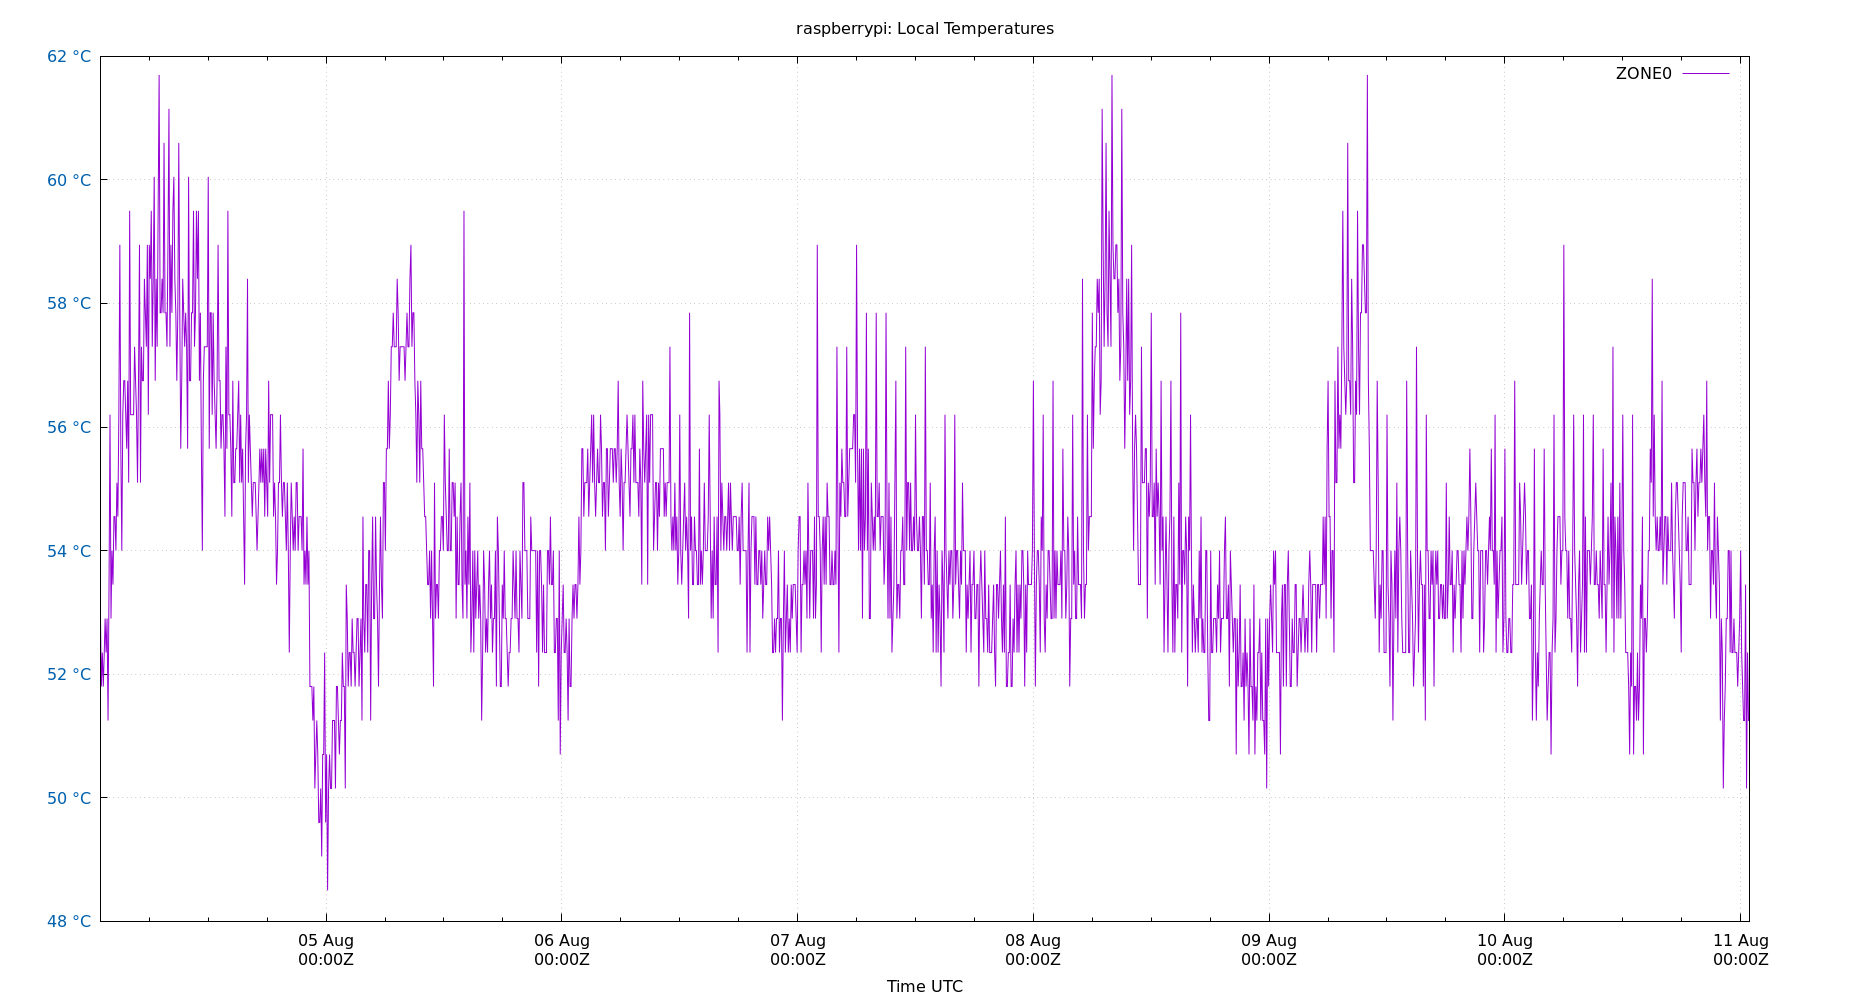 raspberrypi: Local Temperatures
62 °C
ZONE0
60 °C
58 °C
56 °C
54 °C
52 °C
50 °C
48 °C
05 Aug 06 Aug 07 Aug 08 Aug 09 Aug 10 Aug 11 Aug
00:00Z 00:00Z 00:00Z 00:00Z 00:00Z 00:00Z 00:00Z
Time UTC